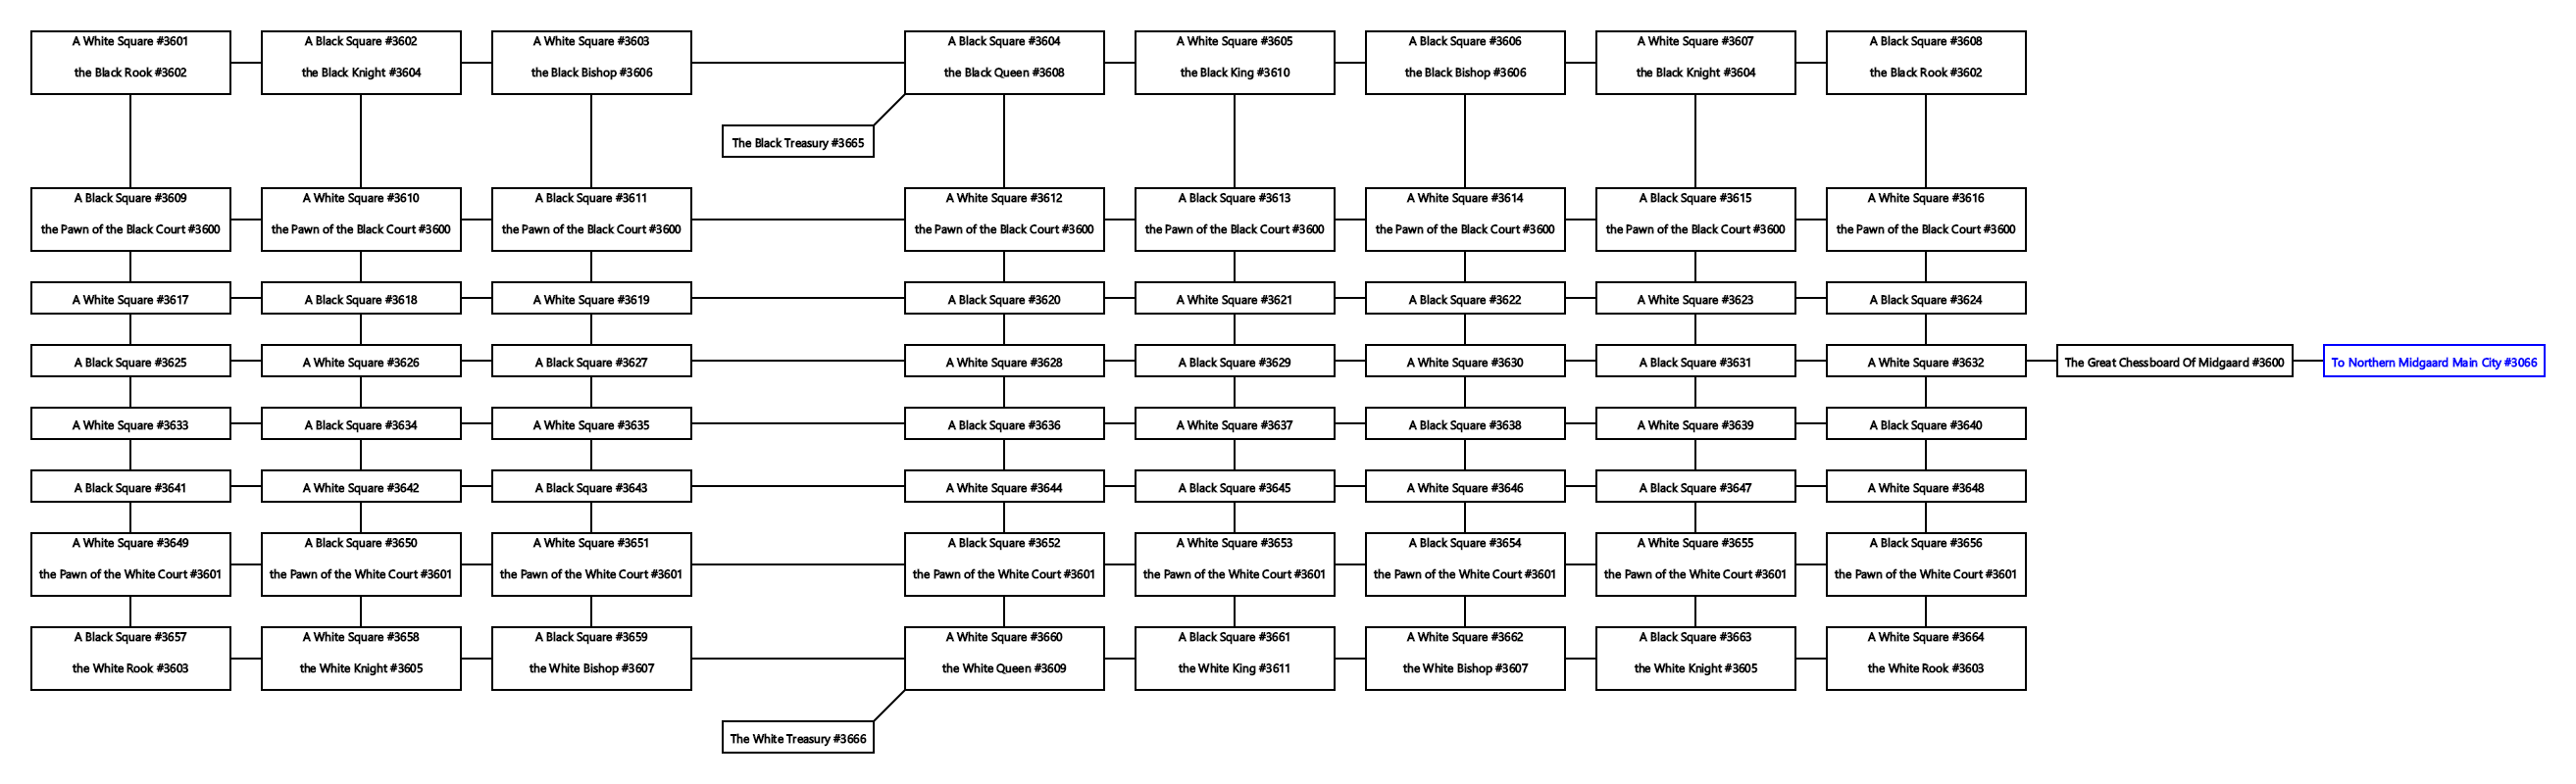 A White Square #3601
the Black Rook #3602
A Black Square #3602
the Black Knight #3604
A White Square #3603
the Black Bishop #3606
A Black Square #3604
the Black Queen #3608
A White Square #3605
the Black King #3610
A Black Square #3606
the Black Bishop #3606
A White Square #3607
the Black Knight #3604
A Black Square #3608
the Black Rook #3602
The Black Treasury #3665
A Black Square #3609
the Pawn of the Black Court #3600
A White Square #3610
the Pawn of the Black Court #3600
A Black Square #3611
the Pawn of the Black Court #3600
A White Square #3612
the Pawn of the Black Court #3600
A Black Square #3613
the Pawn of the Black Court #3600
A White Square #3614
the Pawn of the Black Court #3600
A Black Square #3615
the Pawn of the Black Court #3600
A White Square #3616
the Pawn of the Black Court #3600
A White Square #3617
A Black Square #3618
A White Square #3619
A Black Square #3620
A White Square #3621
A Black Square #3622
A White Square #3623
A Black Square #3624
A Black Square #3625
A White Square #3626
A Black Square #3627
A White Square #3628
A Black Square #3629
A White Square #3630
A Black Square #3631
A White Square #3632
The Great Chessboard Of Midgaard #3600
To Northern Midgaard Main City #3066
A White Square #3633
A Black Square #3634
A White Square #3635
A Black Square #3636
A White Square #3637
A Black Square #3638
A White Square #3639
A Black Square #3640
A Black Square #3641
A White Square #3642
A Black Square #3643
A White Square #3644
A Black Square #3645
A White Square #3646
A Black Square #3647
A White Square #3648
A White Square #3649
the Pawn of the White Court #3601
A Black Square #3650
the Pawn of the White Court #3601
A White Square #3651
the Pawn of the White Court #3601
A Black Square #3652
the Pawn of the White Court #3601
A White Square #3653
the Pawn of the White Court #3601
A Black Square #3654
the Pawn of the White Court #3601
A White Square #3655
the Pawn of the White Court #3601
A Black Square #3656
the Pawn of the White Court #3601
A Black Square #3657
the White Rook #3603
A White Square #3658
the White Knight #3605
A Black Square #3659
the White Bishop #3607
A White Square #3660
the White Queen #3609
A Black Square #3661
the White King #3611
A White Square #3662
the White Bishop #3607
A Black Square #3663
the White Knight #3605
A White Square #3664
the White Rook #3603
The White Treasury #3666